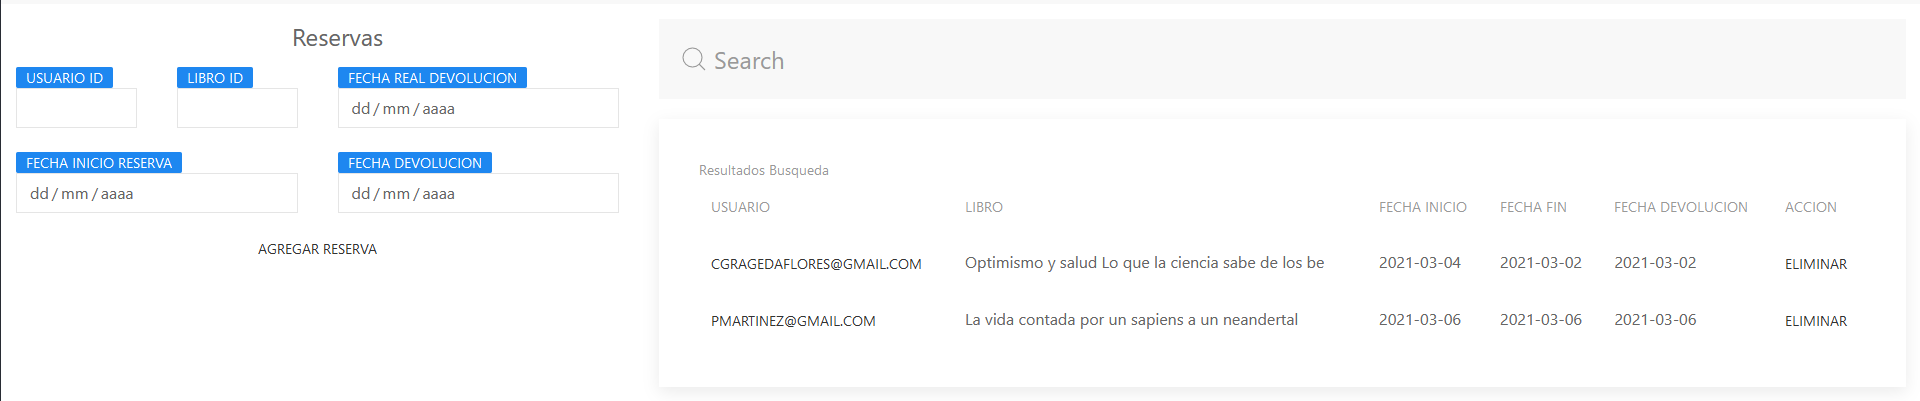 Reservas
USUARIO ID
LIBRO ID
FECHA REAL DEVOLUCION
dd / mm / aaaa
FECHA INICIO RESERVA
FECHA DEVOLUCION
dd / mm / aaaa
dd / mm / aaaa
AGREGAR RESERVA
Search
Resultados Busqueda
USUARIO LIBRO FECHA INICIO FECHA FIN FECHA DEVOLUCION ACCION
CGRAGEDAFLORES@GMAIL.COM Optimismo y salud Lo que la ciencia sabe de los be 2021-03-04 2021-03-02 2021-03-02 ELIMINAR
PMARTINEZ@GMAIL.COM La vida contada por un sapiens a un neandertal 2021-03-06 2021-03-06 2021-03-06 ELIMINAR